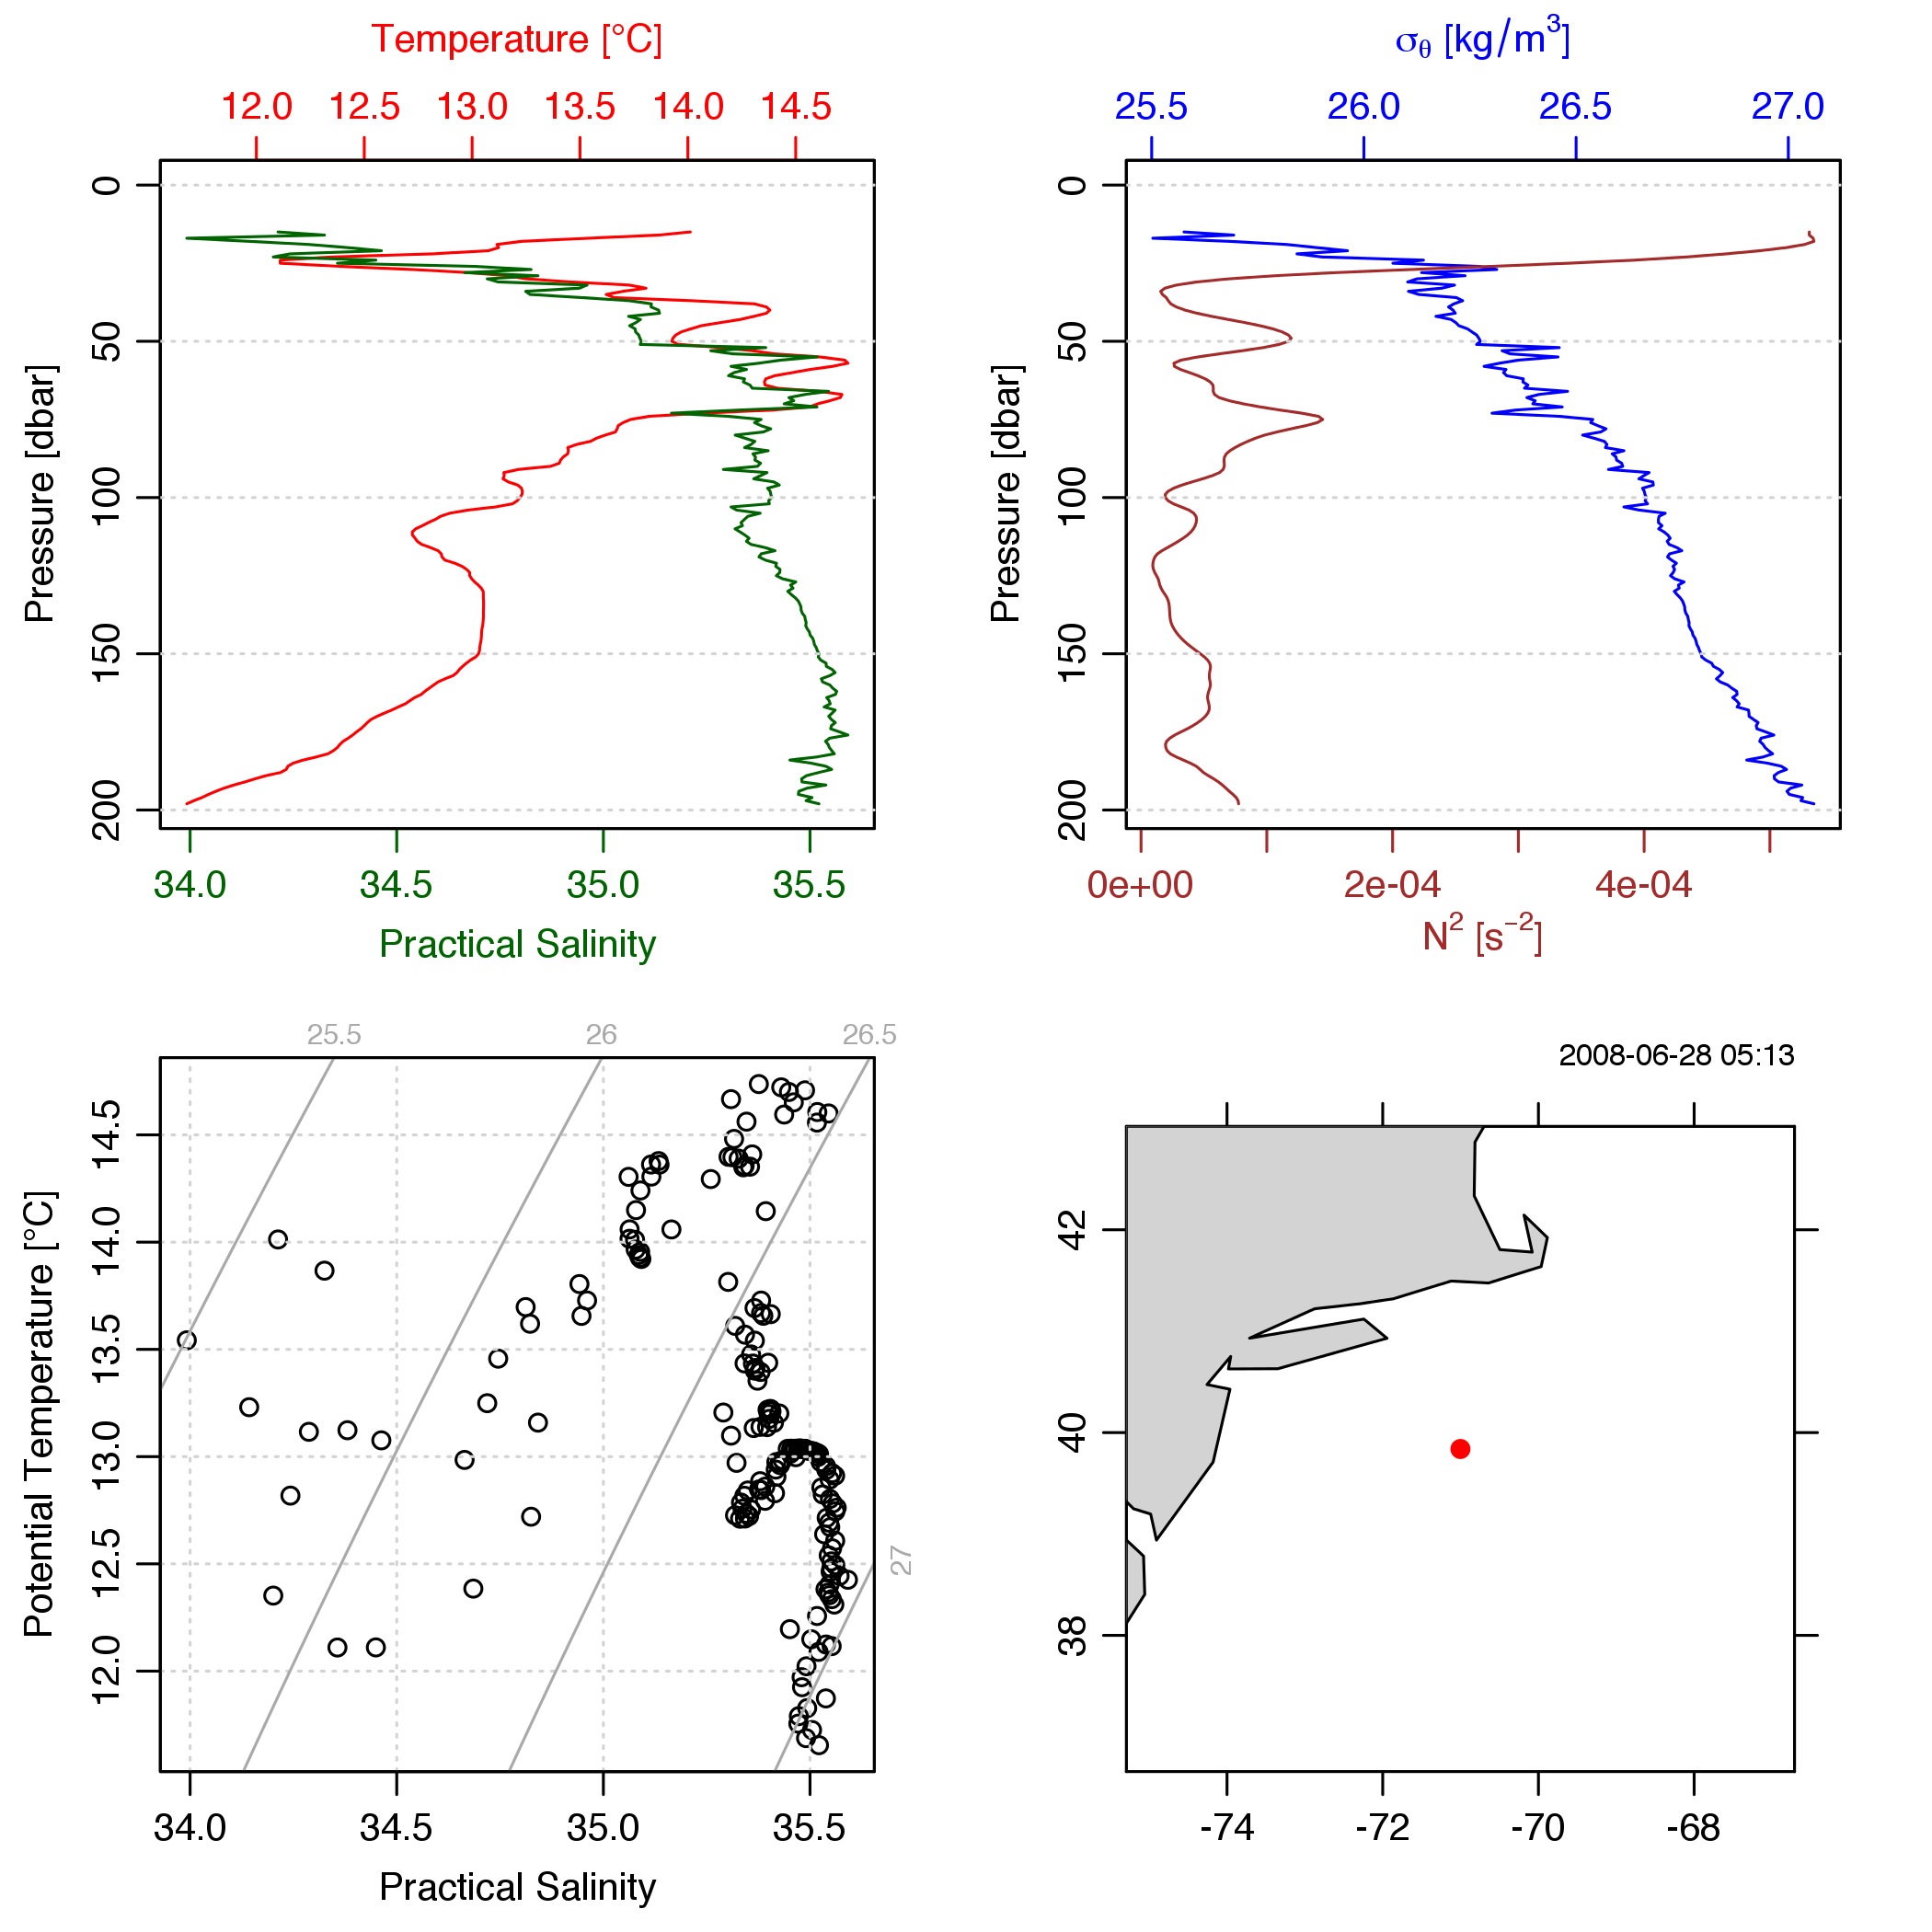 Temperature [°C]
12.0 12.5 13.0 13.5 14.0 14.5
0
50
100
150
200
Pressure [dbar]
34.0 34.5 35.0 35.5
Practical Salinity
σθ [kg/m³]
25.5 26.0 26.5 27.0
0
50
100
150
200
Pressure [dbar]
0e+00 2e-04 4e-04
N² [s⁻²]
25.5 26 26.5
27
14.5
14.0
13.5
13.0
12.5
12.0
Potential Temperature [°C]
34.0 34.5 35.0 35.5
Practical Salinity
2008-06-28 05:13
42
40
38
-74 -72 -70 -68